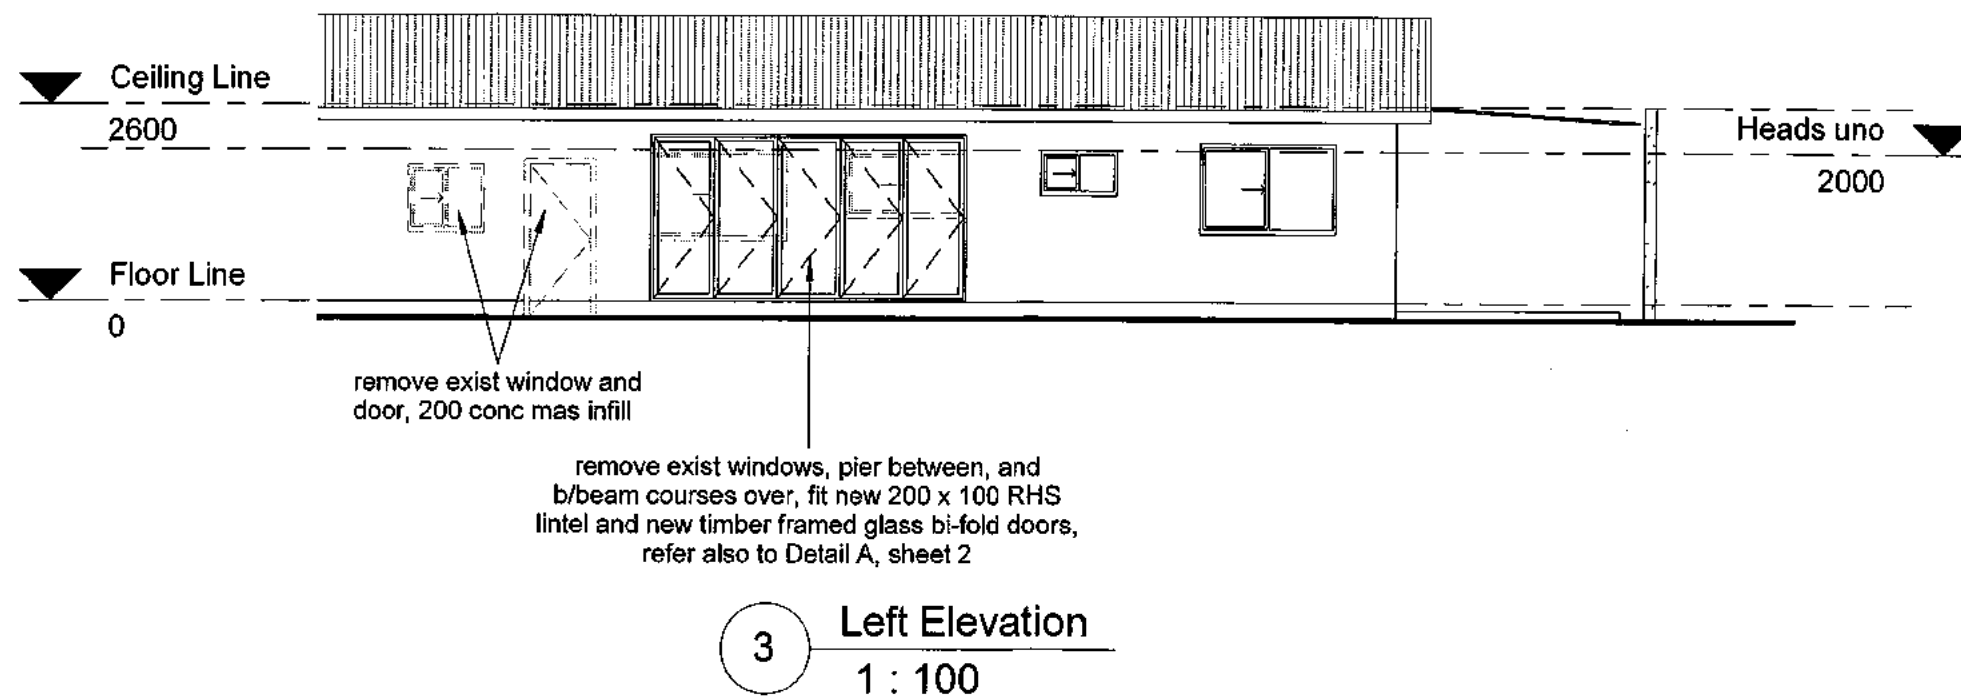 Ceiling Line
2600
Heads uno
2000
Floor Line
0
remove exist window and
door, 200 conc mas infill
remove exist windows, pier between, and
b/beam courses over, fit new 200 x 100 RHS
lintel and new timber framed glass bi-fold doors,
refer also to Detail A, sheet 2
3
Left Elevation
1 : 100